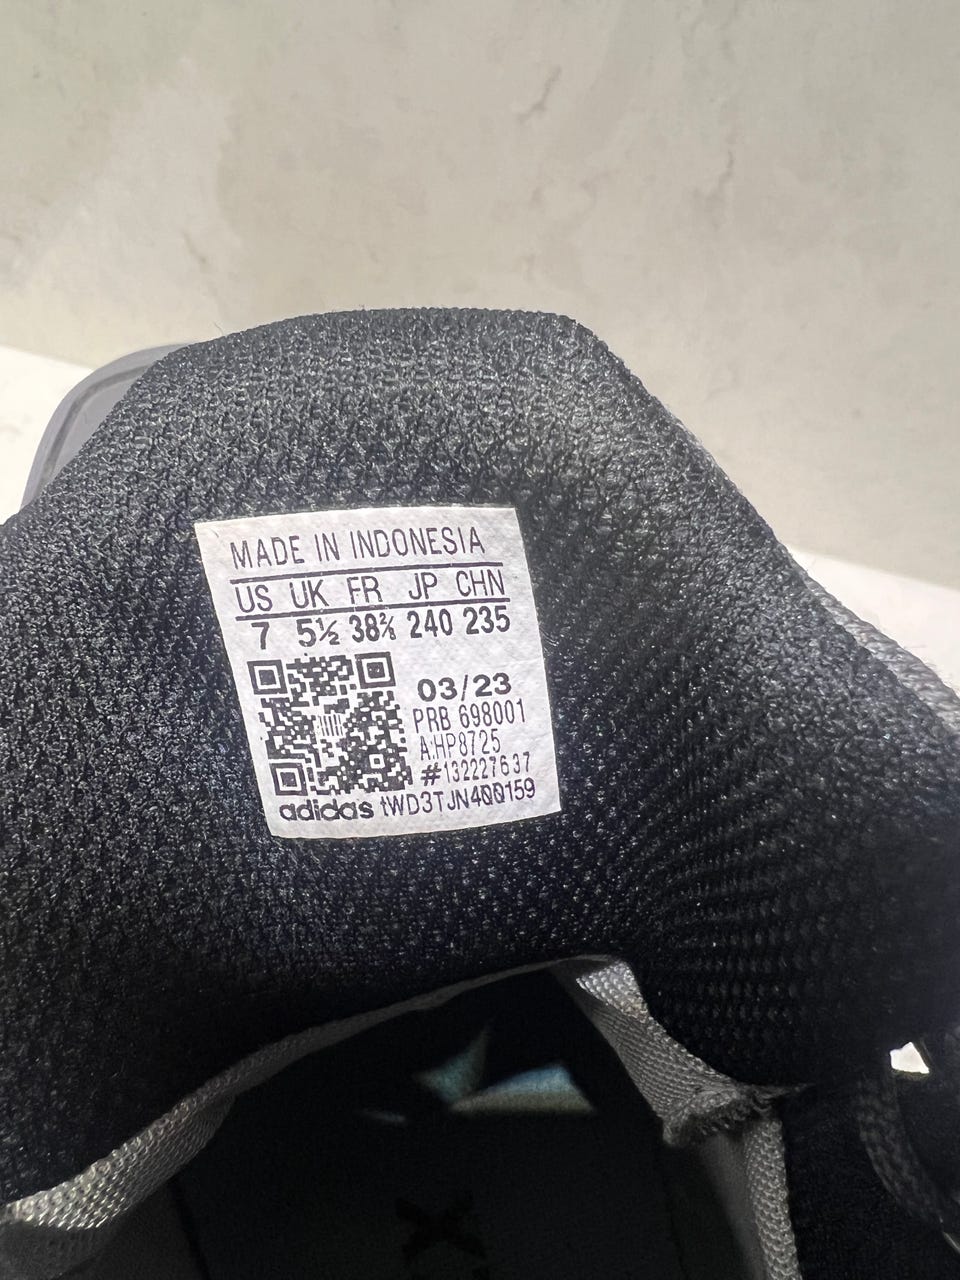 MADE IN INDONESIA
US UK FR JP CHN
7 5½ 38⅔ 240 235
03/23
PRB 698001
A:HP8725
#132227637
adidas tWD3TJN400159